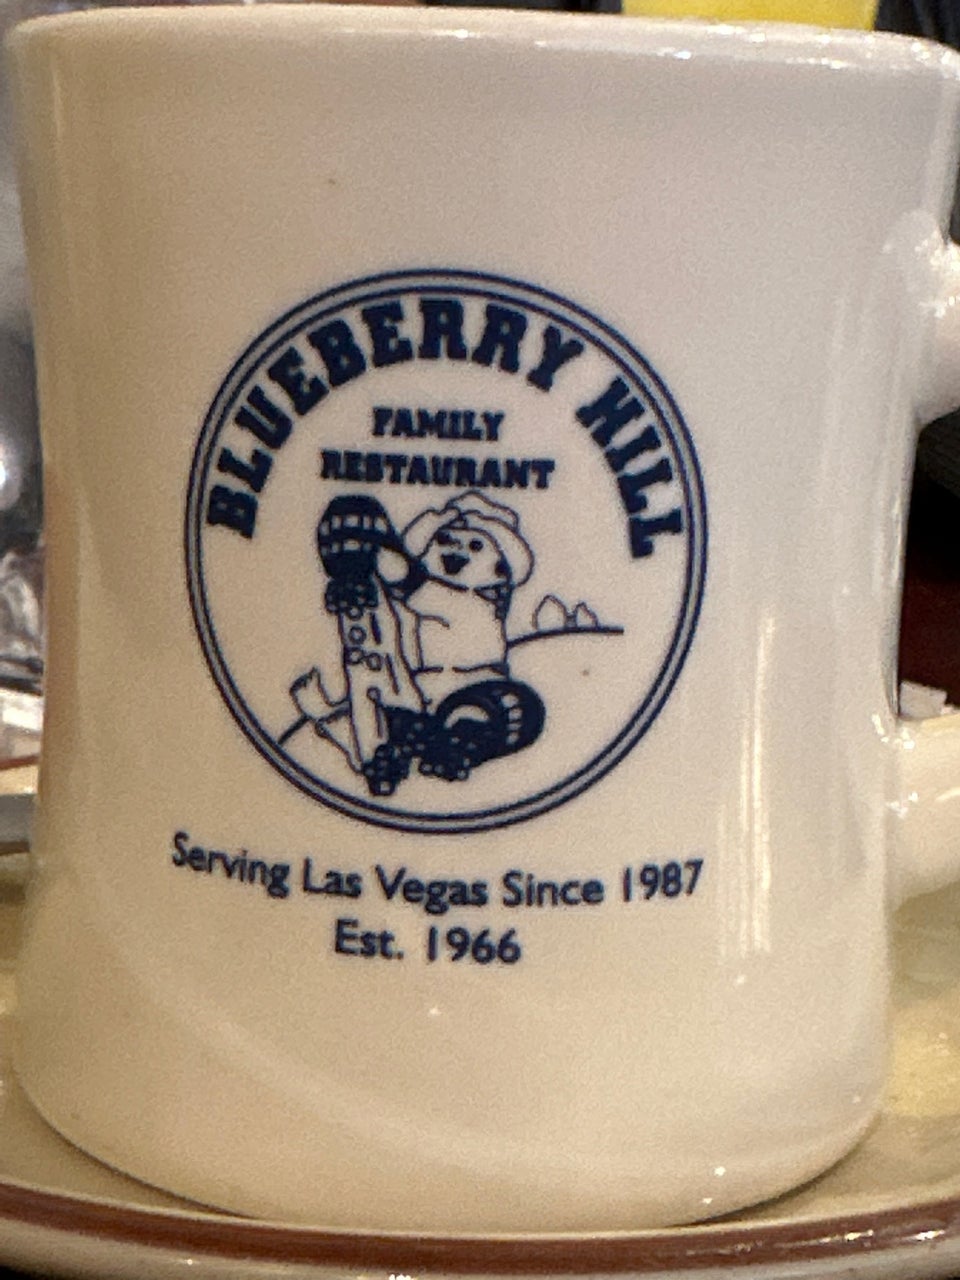 BLUEBERRY HILL
FAMILY
RESTAURANT
Serving Las Vegas Since 1987
Est. 1966